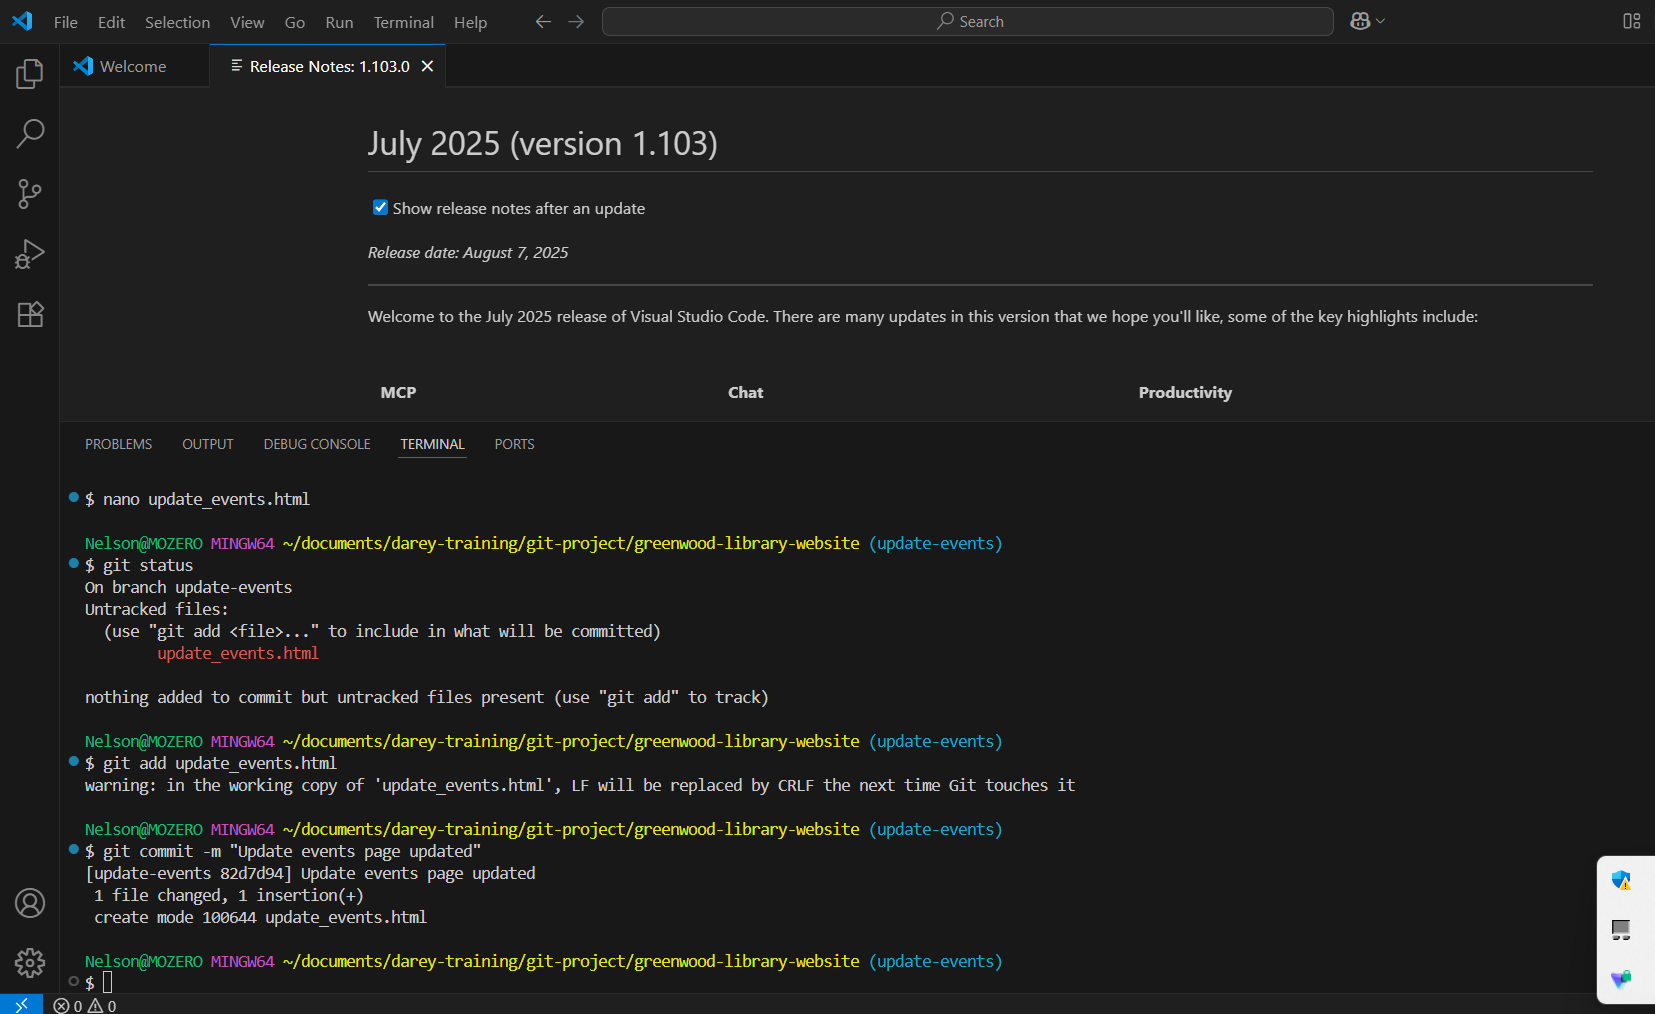 File Edit Selection View Go Run Terminal Help Search
Welcome Release Notes: 1.103.0
July 2025 (version 1.103)
Show release notes after an update
Release date: August 7, 2025
Welcome to the July 2025 release of Visual Studio Code. There are many updates in this version that we hope you'll like, some of the key highlights include:
MCP Chat Productivity
PROBLEMS OUTPUT DEBUG CONSOLE TERMINAL PORTS
$ nano update_events.html
Nelson@MOZERO MINGW64 ~/documents/darey-training/git-project/greenwood-library-website (update-events)
$ git status
On branch update-events
Untracked files:
(use "git add <file>..." to include in what will be committed)
update_events.html
nothing added to commit but untracked files present (use "git add" to track)
Nelson@MOZERO MINGW64 ~/documents/darey-training/git-project/greenwood-library-website (update-events)
$ git add update_events.html
warning: in the working copy of 'update_events.html', LF will be replaced by CRLF the next time Git touches it
Nelson@MOZERO MINGW64 ~/documents/darey-training/git-project/greenwood-library-website (update-events)
$ git commit -m "Update events page updated"
[update-events 82d7d94] Update events page updated
1 file changed, 1 insertion(+)
create mode 100644 update_events.html
Nelson@MOZERO MINGW64 ~/documents/darey-training/git-project/greenwood-library-website (update-events)
$
0 0